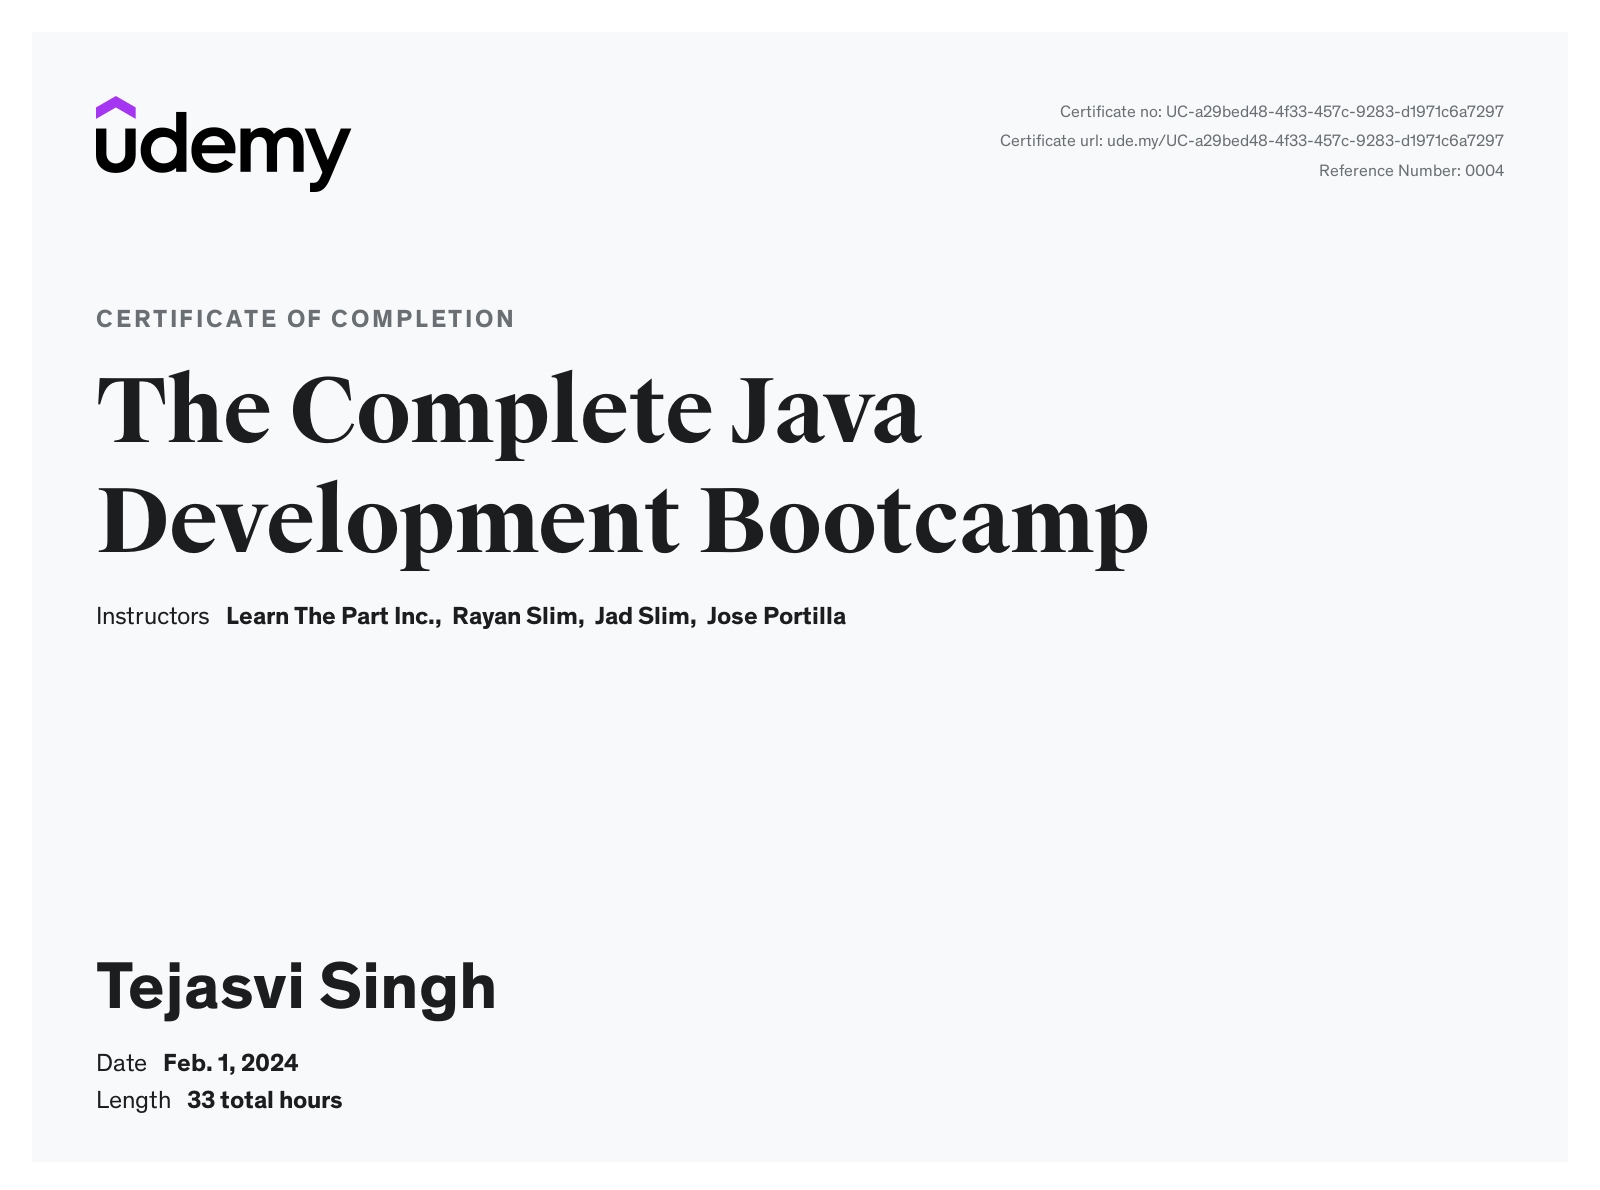 udemy
Certificate no: UC-a29bed48-4f33-457c-9283-d1971c6a7297
Certificate url: ude.my/UC-a29bed48-4f33-457c-9283-d1971c6a7297
Reference Number: 0004
CERTIFICATE OF COMPLETION
The Complete Java
Development Bootcamp
Instructors Learn The Part Inc., Rayan Slim, Jad Slim, Jose Portilla
Tejasvi Singh
Date Feb. 1, 2024
Length 33 total hours